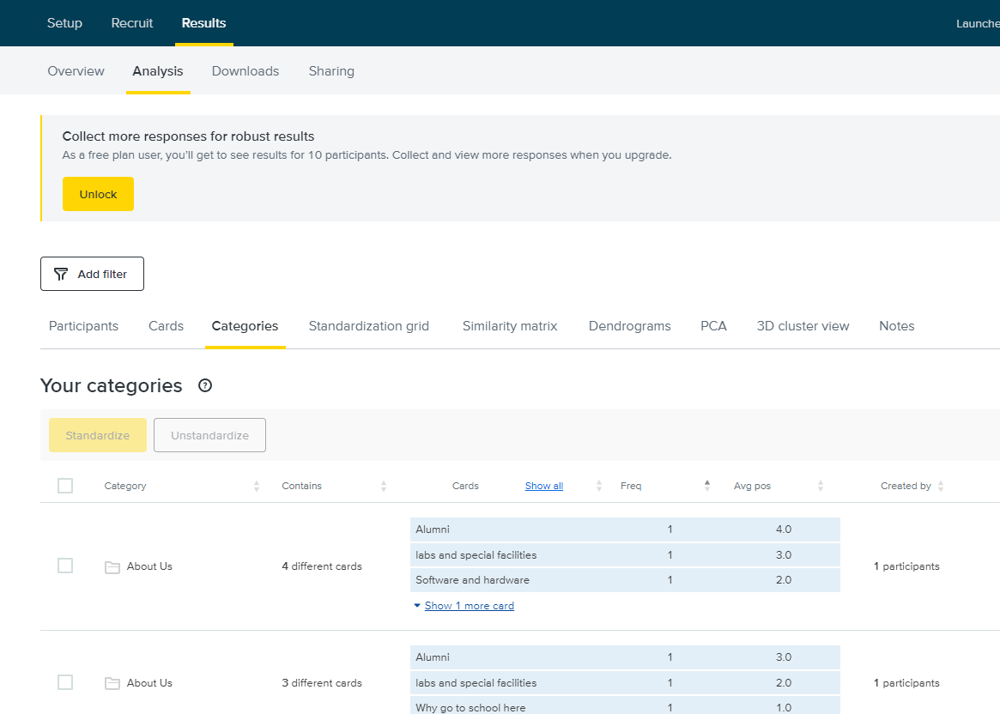 Setup Recruit Results Launche
Overview Analysis Downloads Sharing
Collect more responses for robust results
As a free plan user, you'll get to see results for 10 participants. Collect and view more responses when you upgrade.
Unlock
Add filter
Participants Cards Categories Standardization grid Similarity matrix Dendrograms PCA 3D cluster view Notes
Your categories ?
Standardize Unstandardize
Category Contains Cards Show all Freq Avg pos Created by
Alumni 1 4.0
About Us 4 different cards labs and special facilities 1 3.0 1 participants
Software and hardware 1 2.0
Show 1 more card
Alumni 1 3.0
About Us 3 different cards labs and special facilities 1 2.0 1 participants
Why go to school here 1 1.0